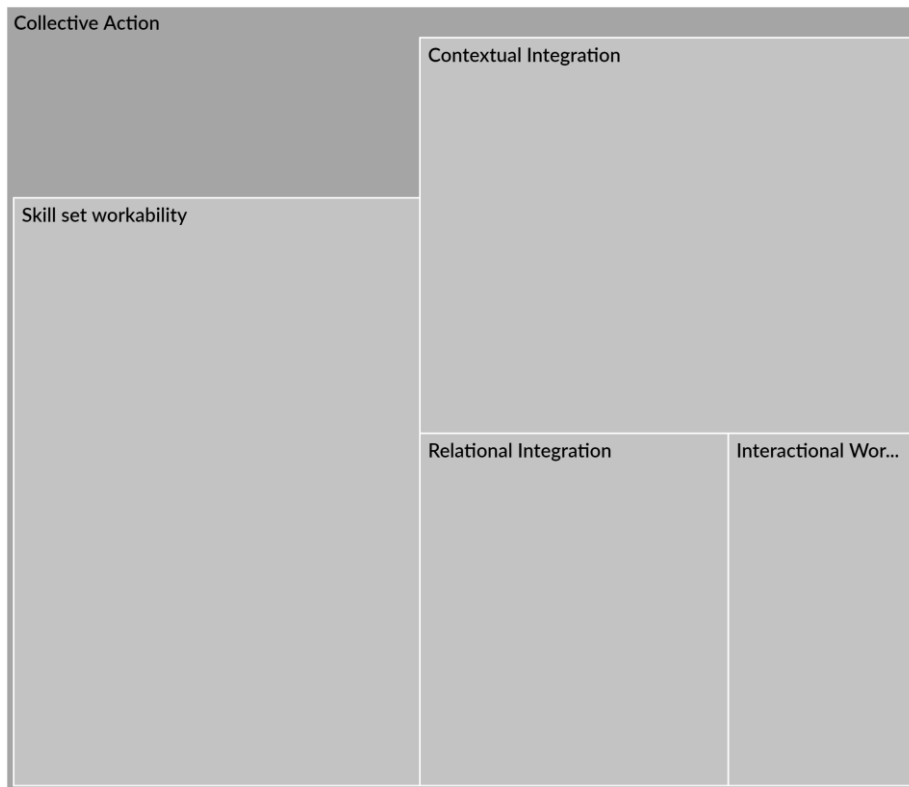 Collective Action
Contextual Integration
Skill set workability
Relational Integration
Interactional Wor...